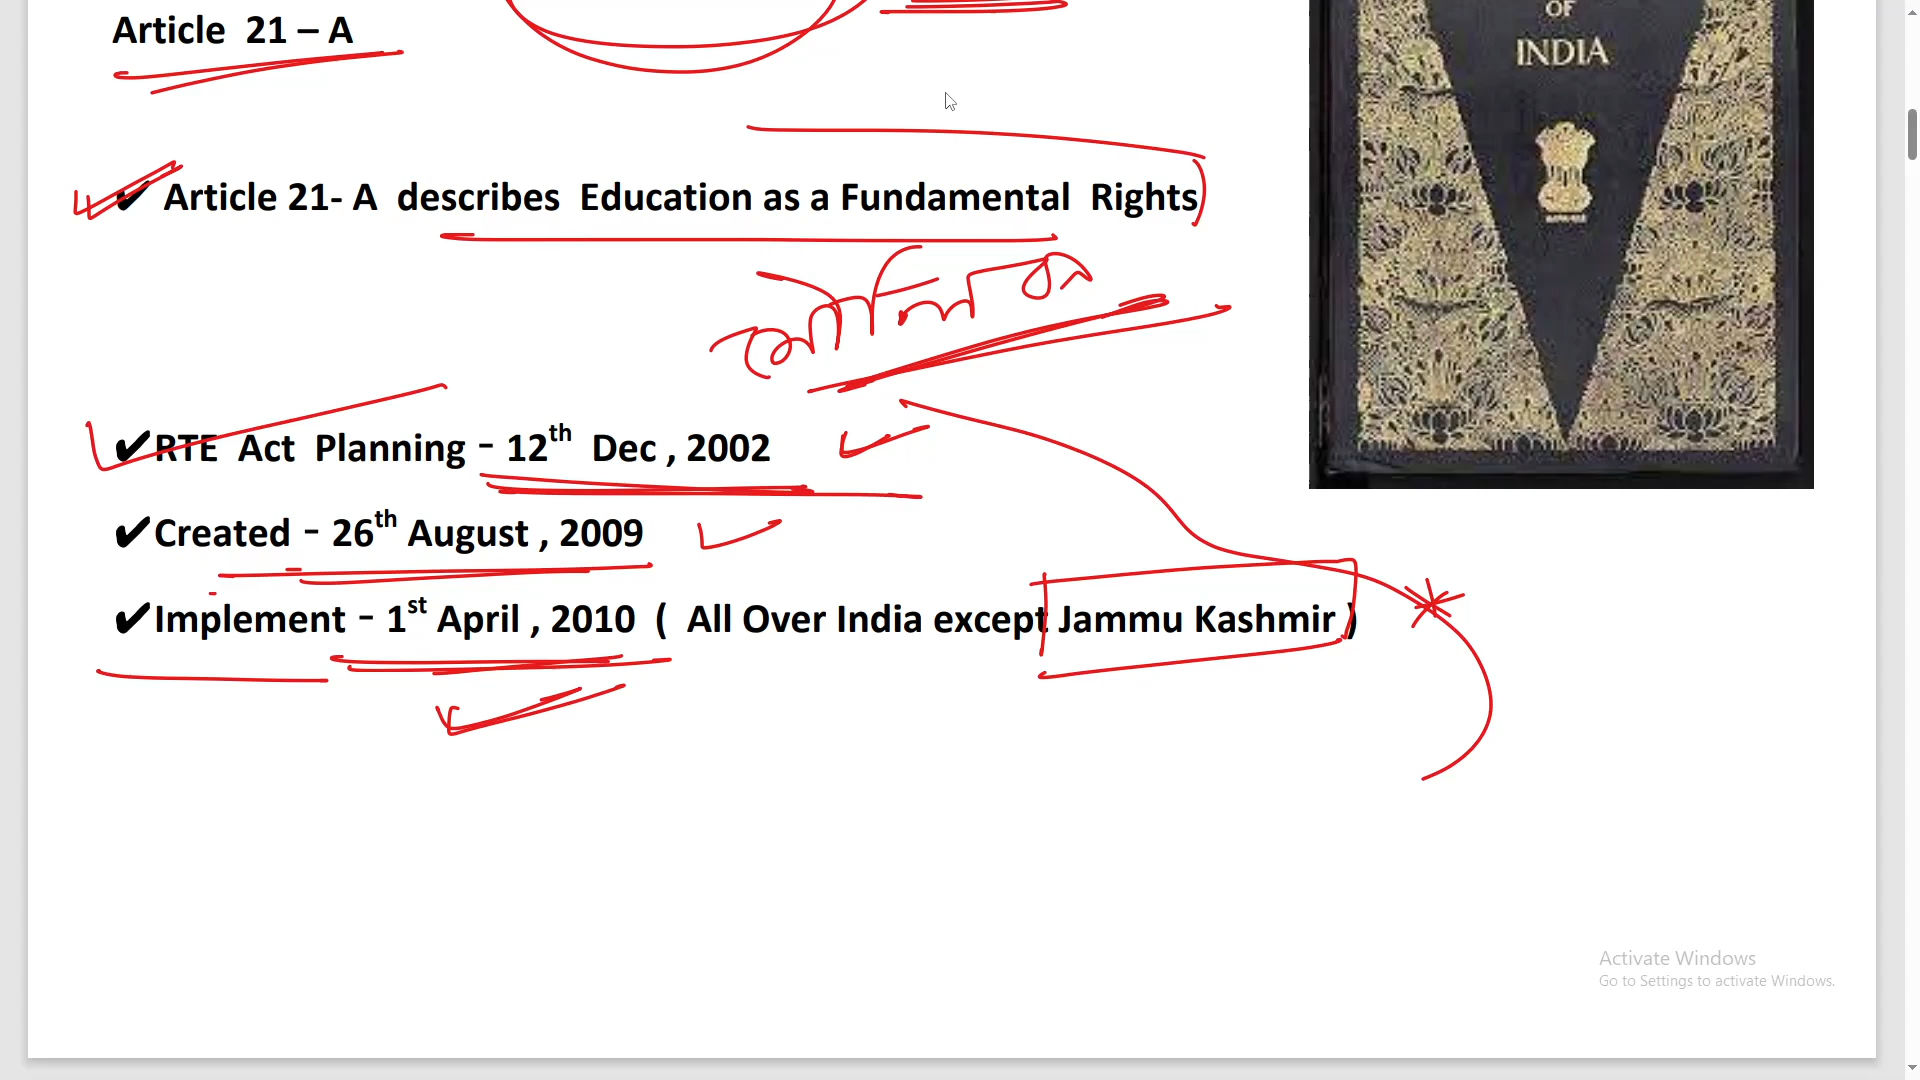 Article 21 – A
OF
INDIA
✔ Article 21- A describes Education as a Fundamental Rights
✔RTE Act Planning – 12th Dec , 2002
✔Created – 26th August , 2009
✔Implement – 1st April , 2010 ( All Over India except Jammu Kashmir )
Activate Windows
Go to Settings to activate Windows.